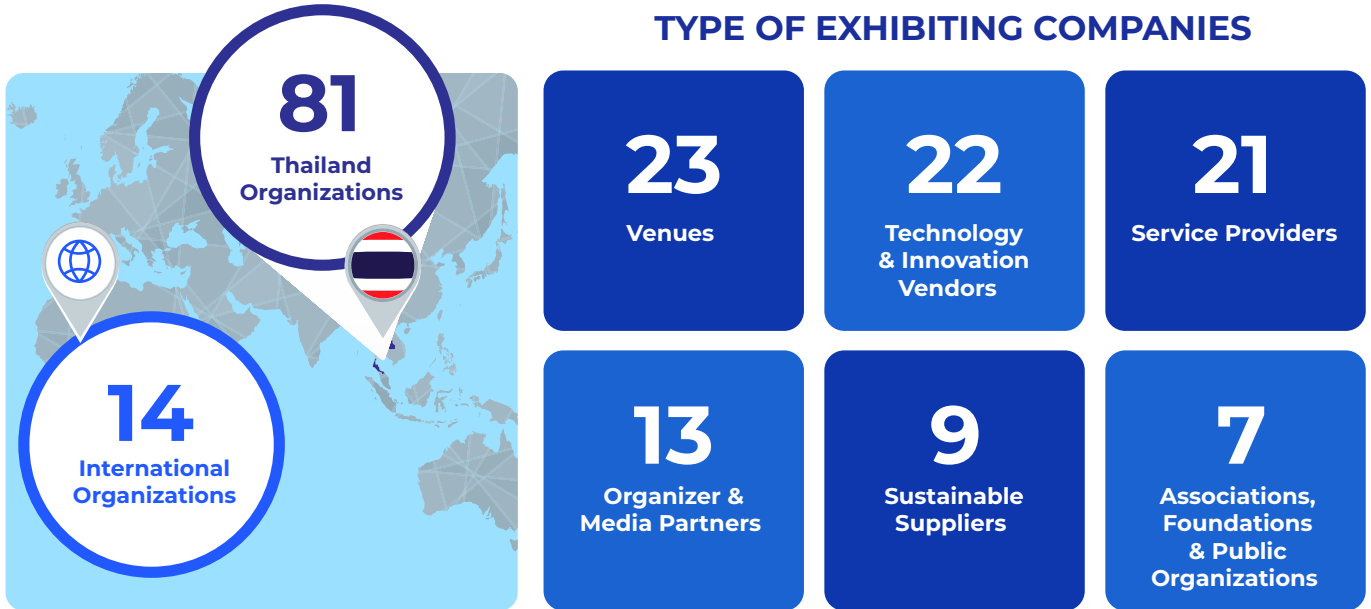 81
Thailand
Organizations
14
International
Organizations
TYPE OF EXHIBITING COMPANIES
23
Venues
22
Technology
& Innovation
Vendors
21
Service Providers
13
Organizer &
Media Partners
9
Sustainable
Suppliers
7
Associations,
Foundations
& Public
Organizations